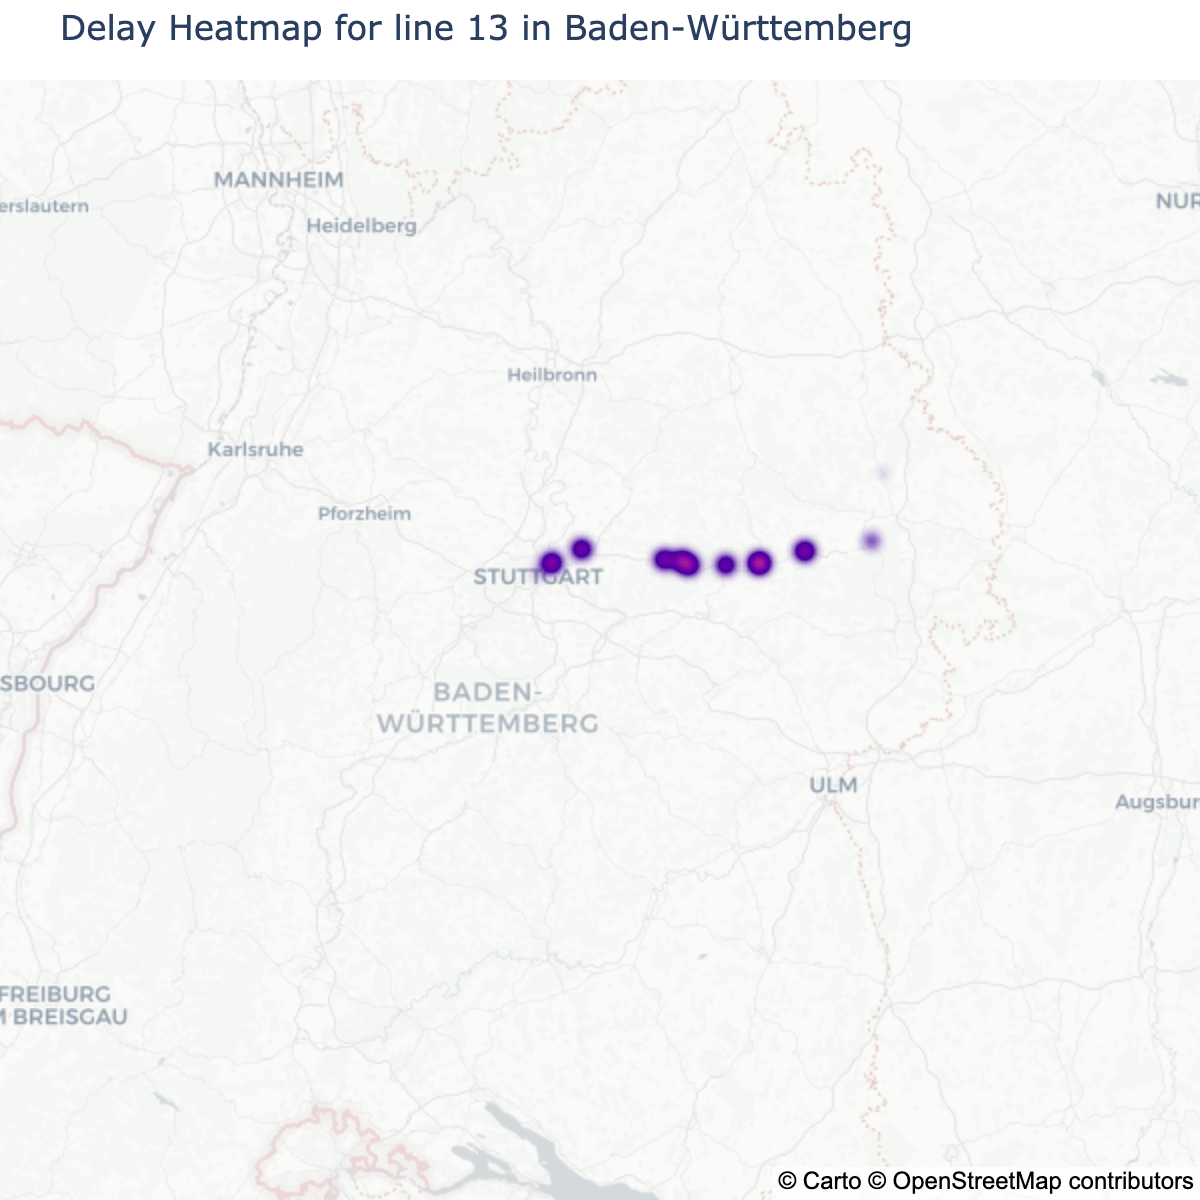 Delay Heatmap for line 13 in Baden-Württemberg
MANNHEIM
erslautern
NUR
Heidelberg
Heilbronn
Karlsruhe
Pforzheim
STUTTGART
SBOURG
BADEN-
WÜRTTEMBERG
ULM
Augsbur
FREIBURG
M BREISGAU
© Carto © OpenStreetMap contributors